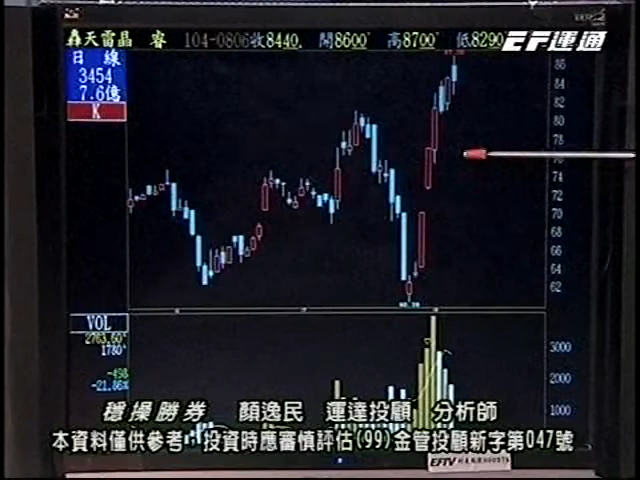 轟天雷晶 睿 104-0806收8440, 開8600 高8700 低8290
EF運通
日線
3454
7.6億
K
86
84
82
80
78
74
72
70
68
66
64
62
VOL
2763.60
1780
-498
-21.86%
3000
2000
1000
穩操勝券 顏逸民 運達投顧 分析師
本資料僅供參考，投資時應審慎評估(99)金管投顧新字第047號
EFTV